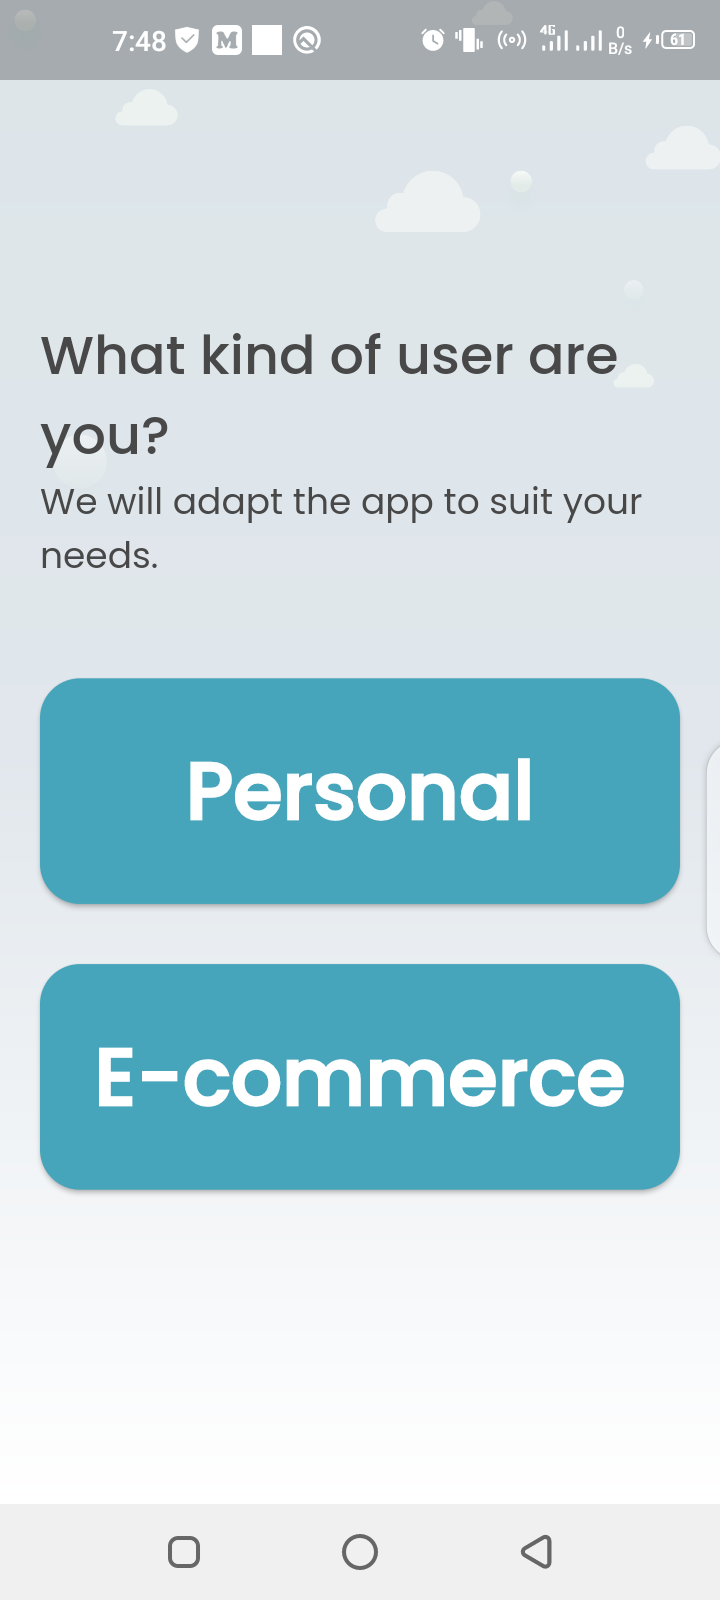 7:48 M 4G 0 B/s 61
What kind of user are
you?
We will adapt the app to suit your
needs.
Personal
E-commerce